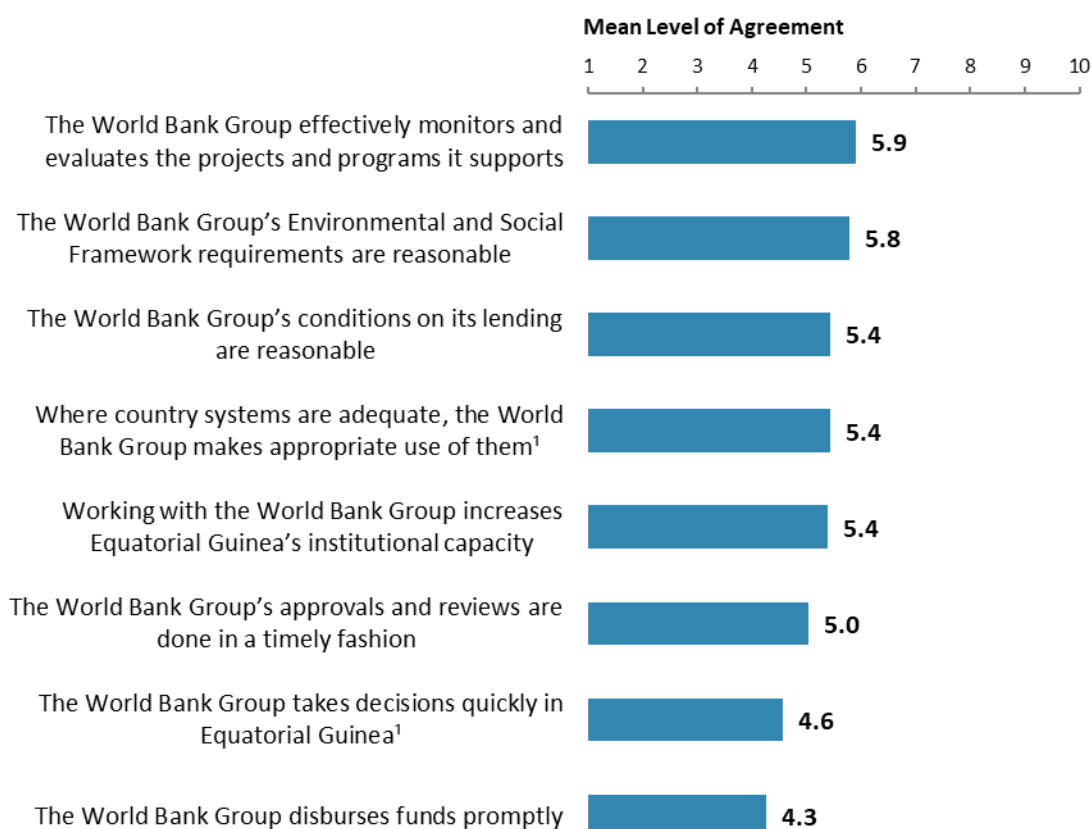 Mean Level of Agreement
1 2 3 4 5 6 7 8 9 10
The World Bank Group effectively monitors and
evaluates the projects and programs it supports
5.9
The World Bank Group’s Environmental and Social
Framework requirements are reasonable
5.8
The World Bank Group’s conditions on its lending
are reasonable
5.4
Where country systems are adequate, the World
Bank Group makes appropriate use of them¹
5.4
Working with the World Bank Group increases
Equatorial Guinea’s institutional capacity
5.4
The World Bank Group’s approvals and reviews are
done in a timely fashion
5.0
The World Bank Group takes decisions quickly in
Equatorial Guinea¹
4.6
The World Bank Group disburses funds promptly
4.3